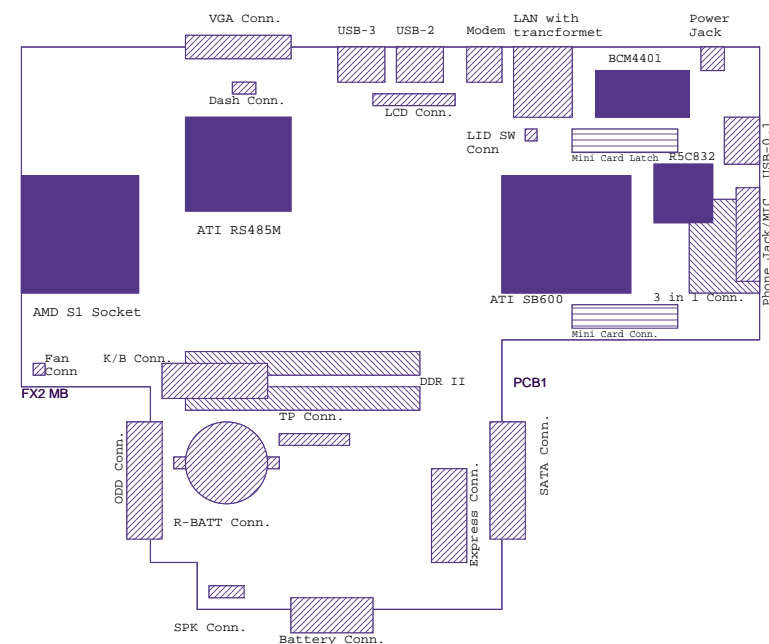 VGA Conn.
USB-3
USB-2
Modem
LAN with
trancformet
Power
Jack
BCM4401
Dash Conn.
LCD Conn.
LID SW
Conn
Mini Card Latch
R5C832
USB-0,1
Phone Jack/MIC
ATI RS485M
ATI SB600
3 in 1 Conn.
AMD S1 Socket
Mini Card Conn.
Fan
Conn
K/B Conn.
DDR II
FX2 MB
PCB1
TP Conn.
ODD Conn.
SATA Conn.
Express Conn.
R-BATT Conn.
SPK Conn.
Battery Conn.